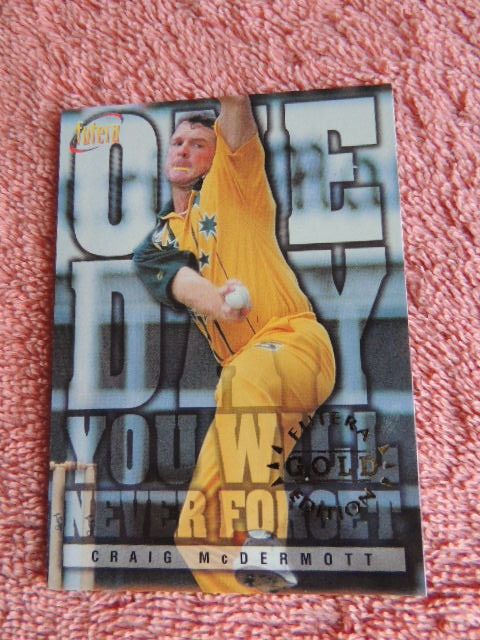 futera
ONE
DAY
YOU WILL
NEVER FORGET
FUTERA
GOLD
EDITION
CRAIG McDERMOTT